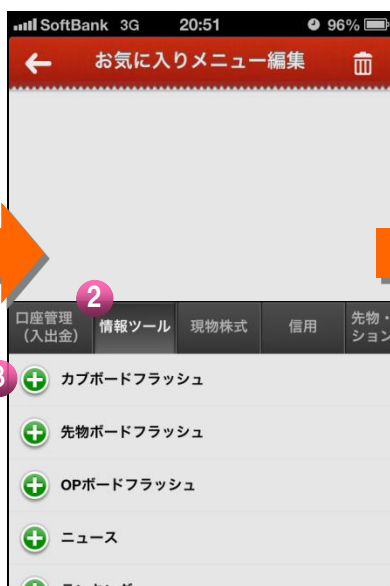 SoftBank 3G 20:51 96%
お気に入りメニュー編集
2
口座管理
(入出金)
情報ツール
現物株式
信用
先物・
ション
3
カブボードフラッシュ
先物ボードフラッシュ
OPボードフラッシュ
ニュース